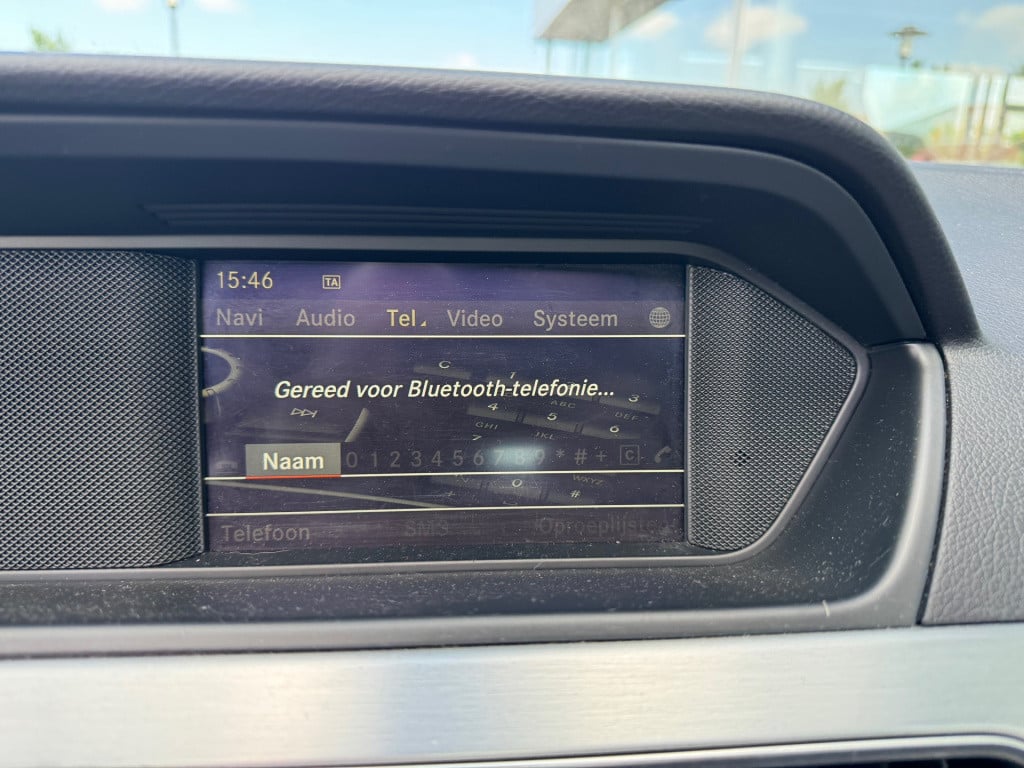 15:46 TA
Navi Audio Tel Video Systeem
Gereed voor Bluetooth-telefonie...
Naam 0 1 2 3 4 5 6 7 8 9 * # + C
Telefoon SMS Oproeplijsten